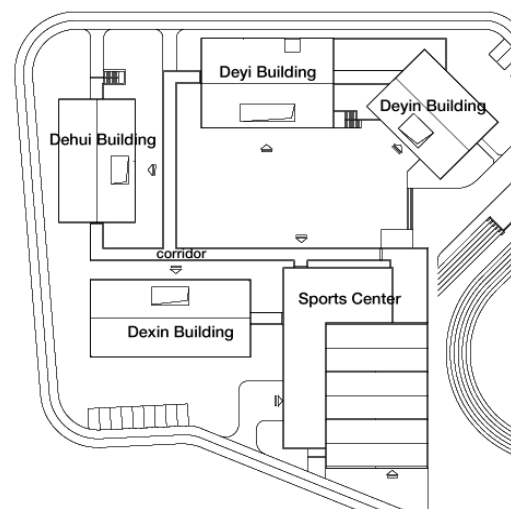 Deyi Building
Deyin Building
Dehui Building
corridor
Sports Center
Dexin Building